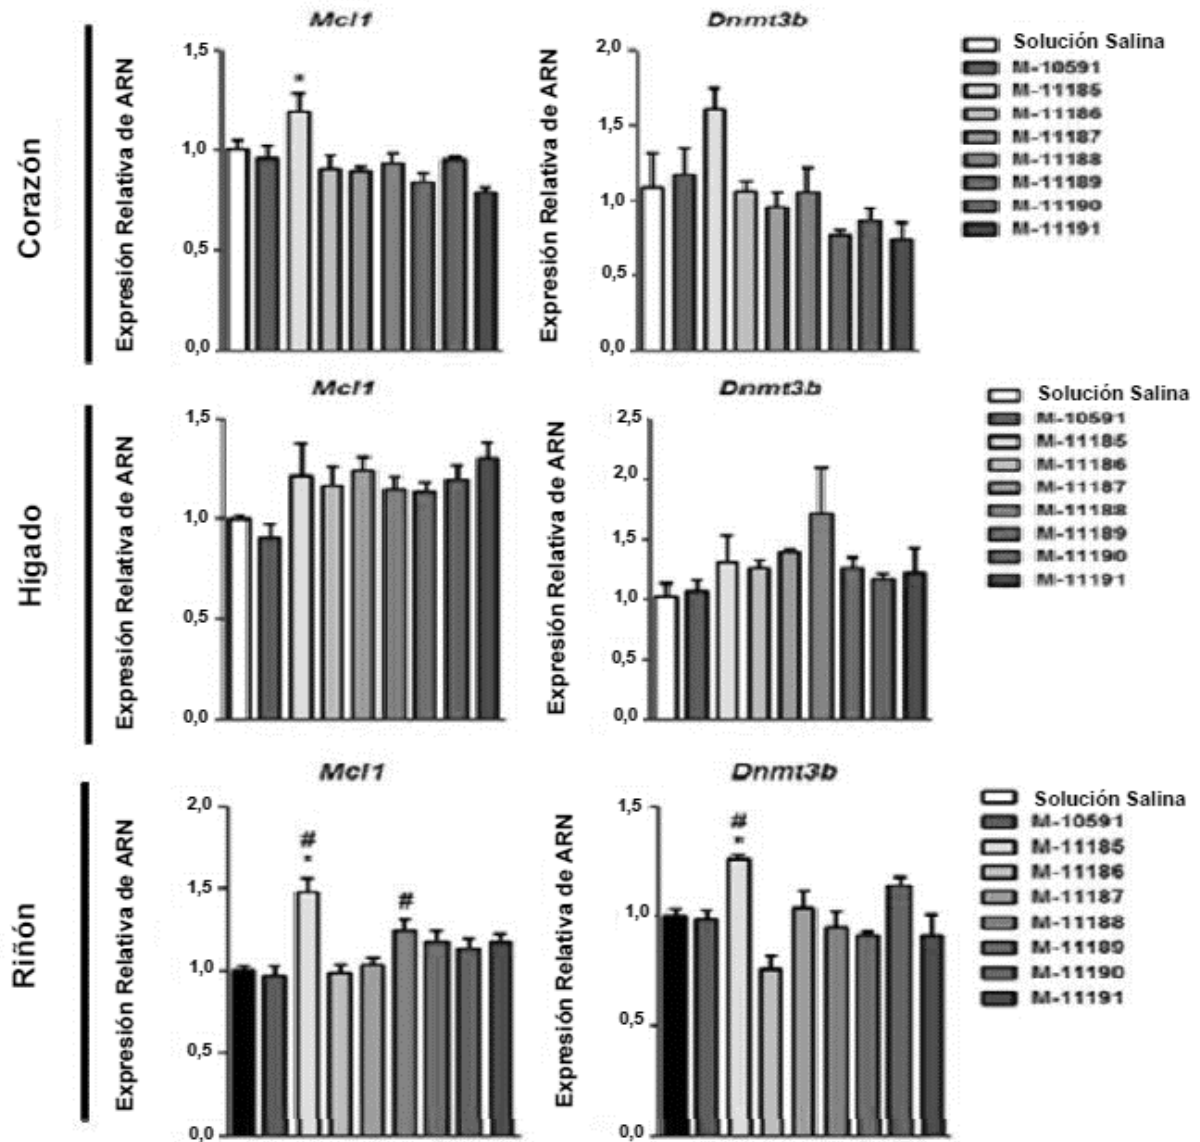 Mcl1
Dnmt3b
Corazón
Expresión Relativa de ARN
1,5
1,0
0,5
0,0
*
Expresión Relativa de ARN
2,0
1,5
1,0
0,5
0,0
Solución Salina
M-10591
M-11185
M-11186
M-11187
M-11188
M-11189
M-11190
M-11191
Mcl1
Dnmt3b
Hígado
Expresión Relativa de ARN
1,5
1,0
0,5
0,0
Expresión Relativa de ARN
2,5
2,0
1,5
1,0
0,5
0,0
Solución Salina
M-10591
M-11185
M-11186
M-11187
M-11188
M-11189
M-11190
M-11191
Mcl1
Dnmt3b
Riñón
Expresión Relativa de ARN
2,0
1,5
1,0
0,5
0,0
#
*
#
Expresión Relativa de ARN
1,5
1,0
0,5
0,0
#
*
Solución Salina
M-10591
M-11185
M-11186
M-11187
M-11188
M-11189
M-11190
M-11191